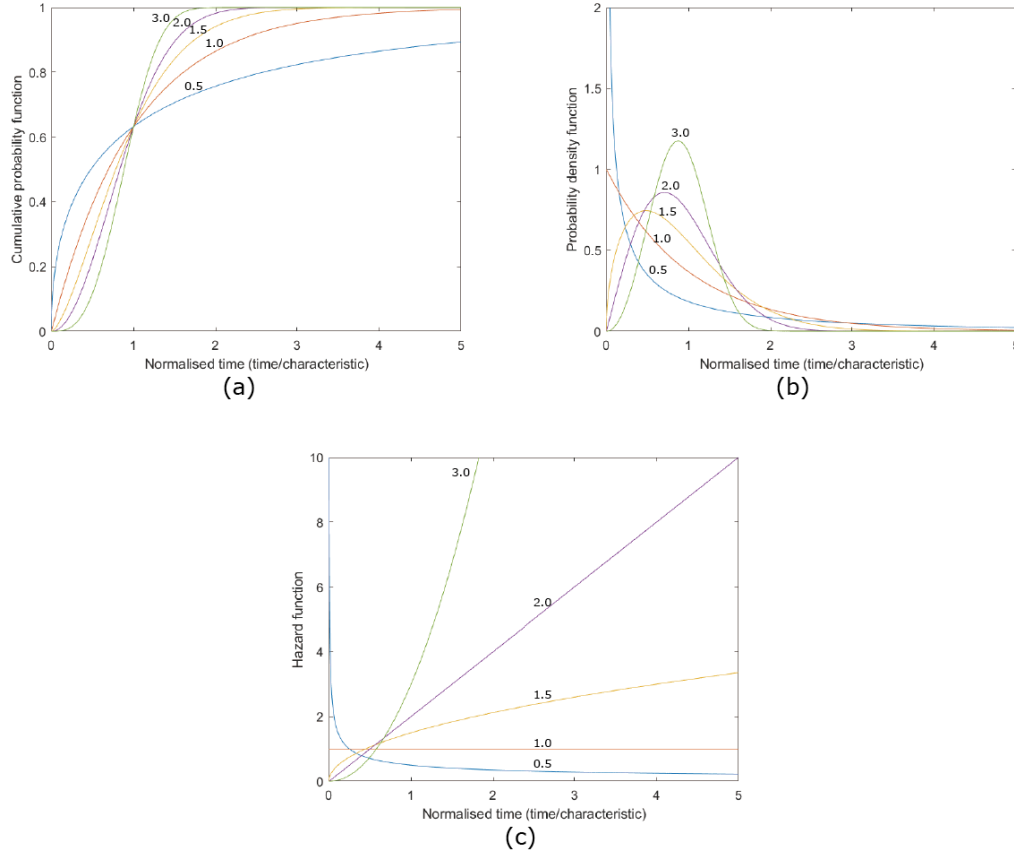 3.0
2.0
1.5
1.0
0.5
1
0.8
0.6
0.4
0.2
0
0 1 2 3 4 5
Cumulative probability function
Normalised time (time/characteristic)
(a)
2
1.5
1
0.5
0
0 1 2 3 4 5
3.0
2.0
1.5
1.0
0.5
Probability density function
Normalised time (time/characteristic)
(b)
10
8
6
4
2
0
0 1 2 3 4 5
3.0
2.0
1.5
1.0
0.5
Hazard function
Normalised time (time/characteristic)
(c)